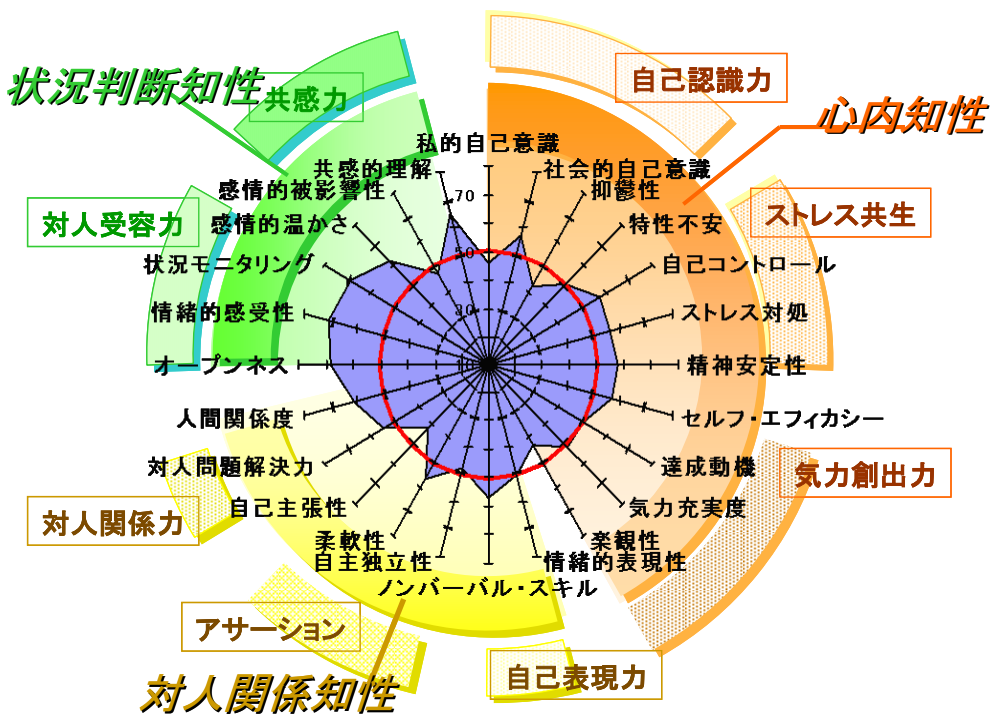 状況判断知性
共感力
自己認識力
心内知性
対人受容力
ストレス共生
私的自己意識
社会的自己意識
抑鬱性
特性不安
自己コントロール
ストレス対処
精神安定性
セルフ・エフィカシー
達成動機
気力充実度
楽観性
情緒的表現性
ノンバーバル・スキル
自主独立性
柔軟性
自己主張性
対人問題解決力
人間関係度
オープンネス
情緒的感受性
状況モニタリング
感情的温かさ
感情的被影響性
共感的理解
70
50
30
気力創出力
対人関係力
アサーション
自己表現力
対人関係知性